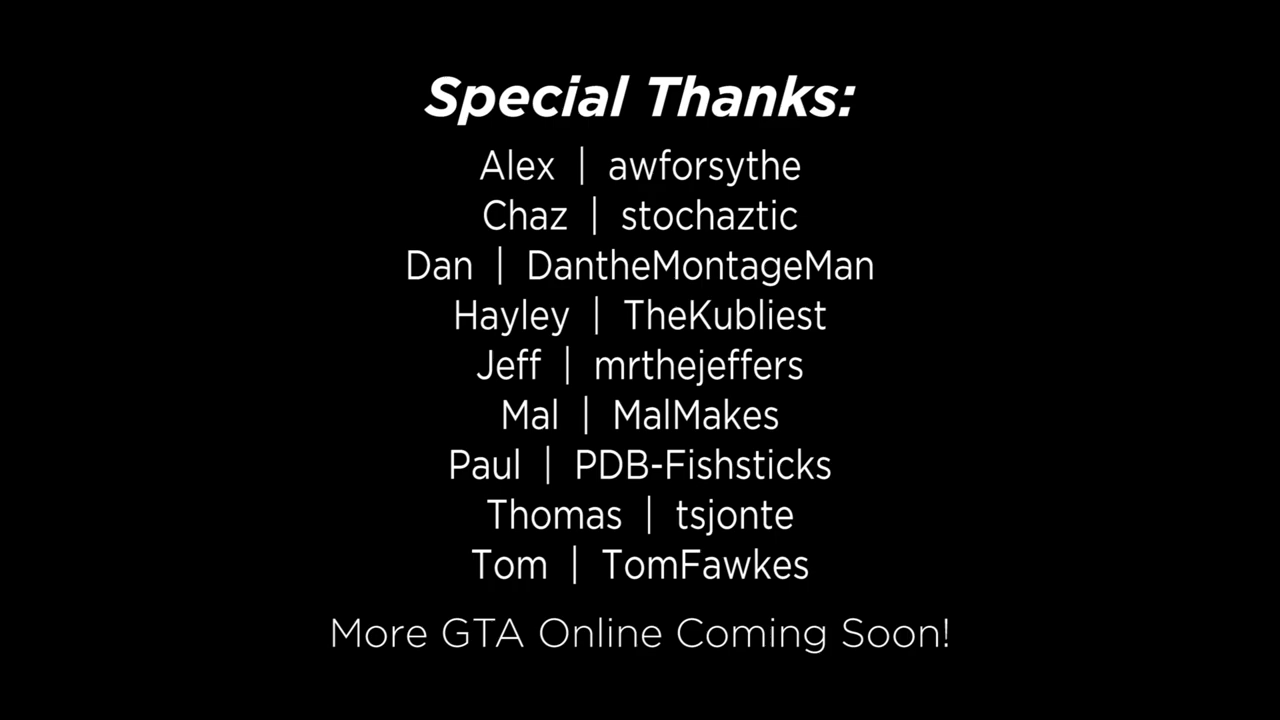 Special Thanks:
Alex | awforsythe
Chaz | stochaztic
Dan | DantheMontageMan
Hayley | TheKubliest
Jeff | mrthejeffers
Mal | MalMakes
Paul | PDB-Fishsticks
Thomas | tsjonte
Tom | TomFawkes
More GTA Online Coming Soon!